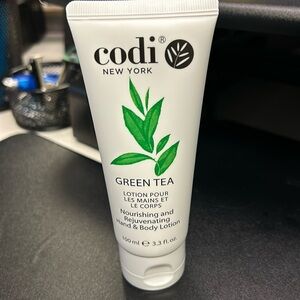 codi®
NEW YORK
GREEN TEA
LOTION POUR
LES MAINS ET
LE CORPS
Nourishing and
Rejuvenating
Hand & Body Lotion
100 ml ℮ 3.3 fl. oz.